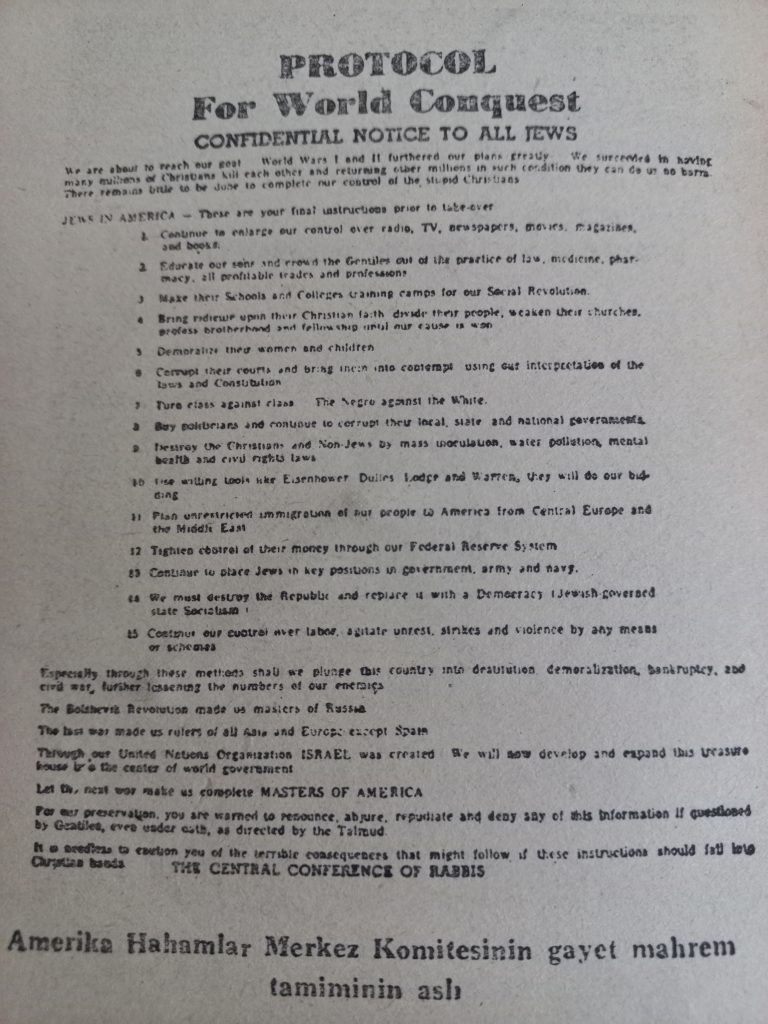 PROTOCOL
For World Conquest
CONFIDENTIAL NOTICE TO ALL JEWS
We are about to reach our goal World Wars I and II furthered our plans greatly We succeeded in having
many millions of Christians kill each other and returning other millions in such condition they can do us no harm.
There remains little to be done to complete our control of the stupid Christians
JEWS IN AMERICA — These are your final instructions prior to take-over
1. Continue to enlarge our control over radio, TV, newspapers, movies, magazines,
and books.
2. Educate our sons and crowd the Gentiles out of the practice of law, medicine, phar-
macy, all profitable trades and professions
3 Make their Schools and Colleges training camps for our Social Revolution.
4 Bring ridicule upon their Christian faith divide their people, weaken their churches,
profess brotherhood and fellowship until our cause is won
5 Demoralize their women and children
6 Corrupt their courts and bring them into contempt using our interpretation of the
laws and Constitution
7 Turn class against class The Negro against the White.
8 Buy politicians and continue to corrupt their local, state and national governments.
9 Destroy the Christians and Non-Jews by mass inoculation, water pollution, mental
health and civil rights laws
10 Use willing tools like Eisenhower Dulles Lodge and Warren, they will do our bid-
ding
11 Plan unrestricted immigration of our people to America from Central Europe and
the Middle East
12 Tighten control of their money through our Federal Reserve System
13 Continue to place Jews in key positions in government, army and navy.
14 We must destroy the Republic and replace it with a Democracy (Jewish-governed
state Socialism)
15 Continue our control over labor, agitate unrest, strikes and violence by any means
or schemes
Especially through these methods shall we plunge this country into destitution demoralization, bankruptcy, and
civil war, further lessening the numbers of our enemies
The Bolshevik Revolution made us masters of Russia
The last war made us rulers of all Asia and Europe except Spain
Through our United Nations Organization ISRAEL was created We will now develop and expand this treasure
house the center of world government
Let the next war make us complete MASTERS OF AMERICA
For our preservation, you are warned to renounce, abjure, repudiate and deny any of this information if questioned
by Gentiles, even under oath, as directed by the Talmud.
It is needless to caution you of the terrible consequences that might follow if these instructions should fall into
Christian hands THE CENTRAL CONFERENCE OF RABBIS
Amerika Hahamlar Merkez Komitesinin gayet mahrem
tamiminin aslı